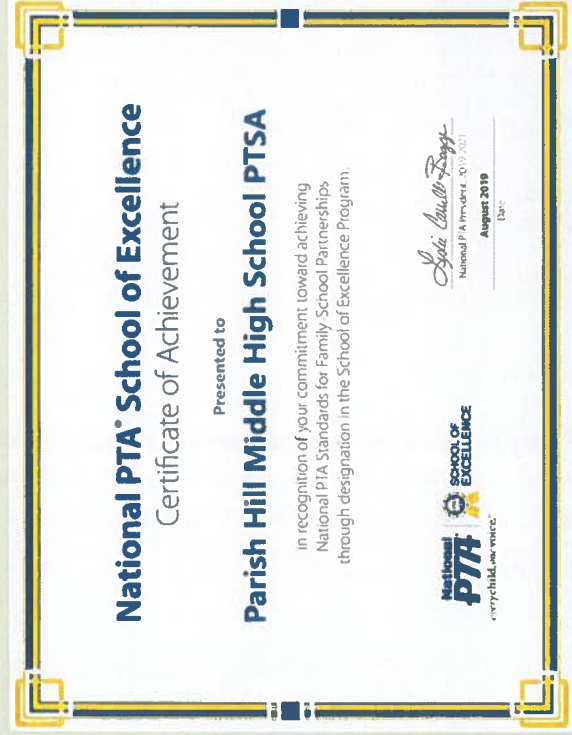 National PTA® School of Excellence
Certificate of Achievement
Presented to
Parish Hill Middle High School PTSA
in recognition of your commitment toward achieving
National PTA Standards for Family-School Partnerships
through designation in the School of Excellence Program.
National
PTA®
everychild.onevoice.®
SCHOOL OF
EXCELLENCE
National PTA President, 2019-2021
August 2019
Date